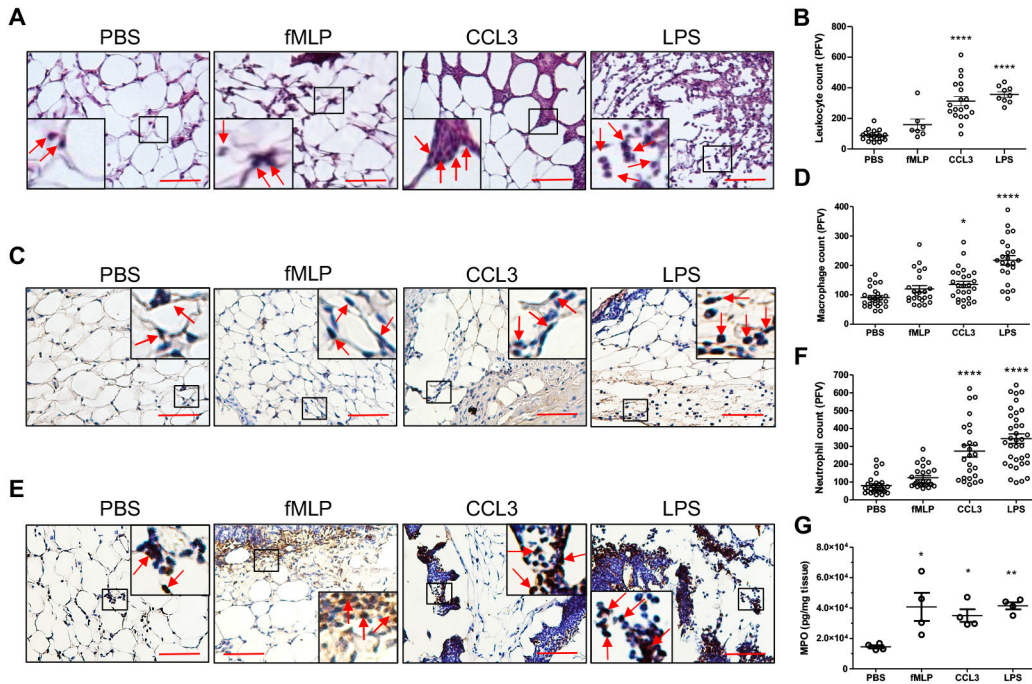 A
PBS fMLP CCL3 LPS
B
Leukocyte count (PFV)
800
600
400
200
0
****
****
PBS fMLP CCL3 LPS
C
PBS fMLP CCL3 LPS
D
Macrophage count (PFV)
400
300
200
100
0
*
****
PBS fMLP CCL3 LPS
E
PBS fMLP CCL3 LPS
F
Neutrophil count (PFV)
700
600
500
400
300
200
100
0
****
****
PBS fMLP CCL3 LPS
G
MPO (pg/mg tissue)
8.0×10⁴
6.0×10⁴
4.0×10⁴
2.0×10⁴
0
*
*
**
PBS fMLP CCL3 LPS